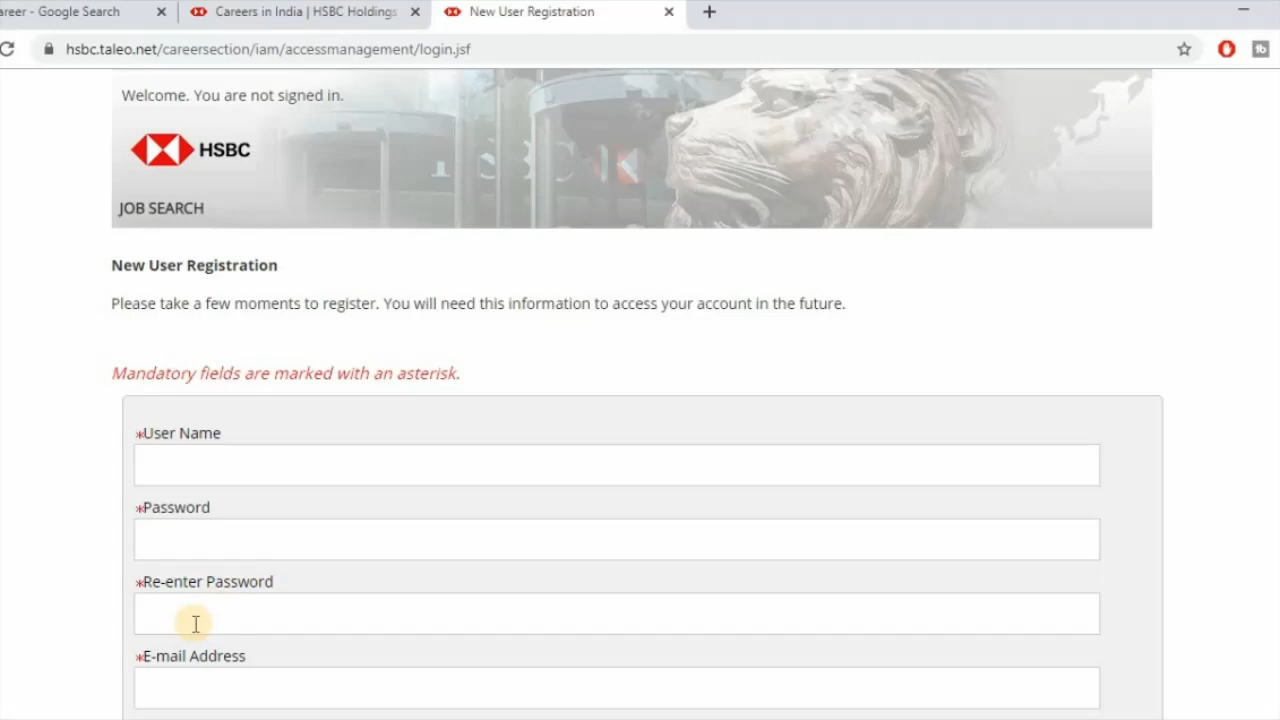 areer - Google Search
Careers in India | HSBC Holdings
New User Registration
hsbc.taleo.net/careersection/iam/accessmanagement/login.jsf
Welcome. You are not signed in.
HSBC
JOB SEARCH
New User Registration
Please take a few moments to register. You will need this information to access your account in the future.
Mandatory fields are marked with an asterisk.
*User Name
*Password
*Re-enter Password
*E-mail Address